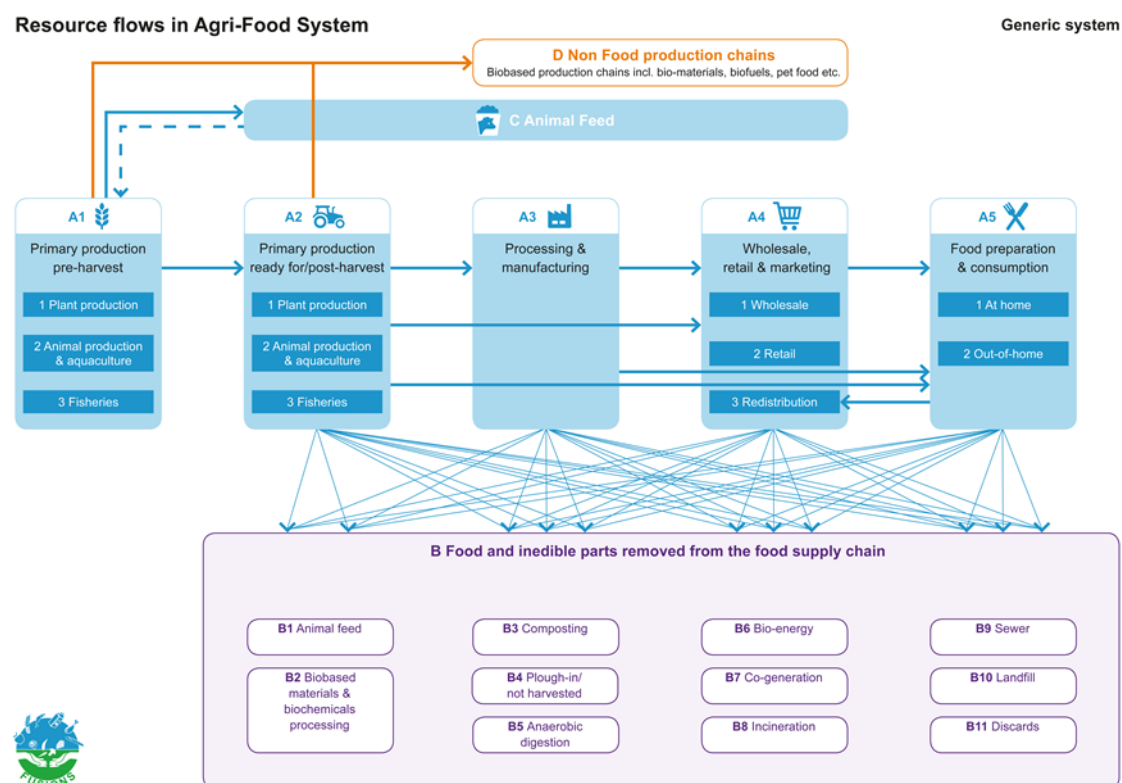 Resource flows in Agri-Food System
Generic system
D Non Food production chains
Biobased production chains incl. bio-materials, biofuels, pet food etc.
C Animal Feed
A1
Primary production
pre-harvest
1 Plant production
2 Animal production
& aquaculture
3 Fisheries
A2
Primary production
ready for/post-harvest
1 Plant production
2 Animal production
& aquaculture
3 Fisheries
A3
Processing &
manufacturing
A4
Wholesale,
retail & marketing
1 Wholesale
2 Retail
3 Redistribution
A5
Food preparation
& consumption
1 At home
2 Out-of-home
B Food and inedible parts removed from the food supply chain
B1 Animal feed
B2 Biobased
materials &
biochemicals
processing
B3 Composting
B4 Plough-in/
not harvested
B5 Anaerobic
digestion
B6 Bio-energy
B7 Co-generation
B8 Incineration
B9 Sewer
B10 Landfill
B11 Discards
FUSIONS